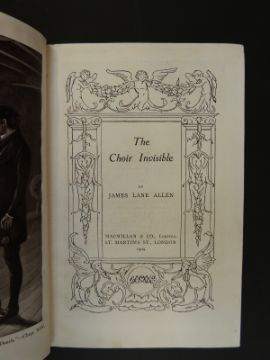 The
Choir Invisible
BY
JAMES LANE ALLEN
MACMILLAN & CO., Limited
ST. MARTIN'S ST., LONDON